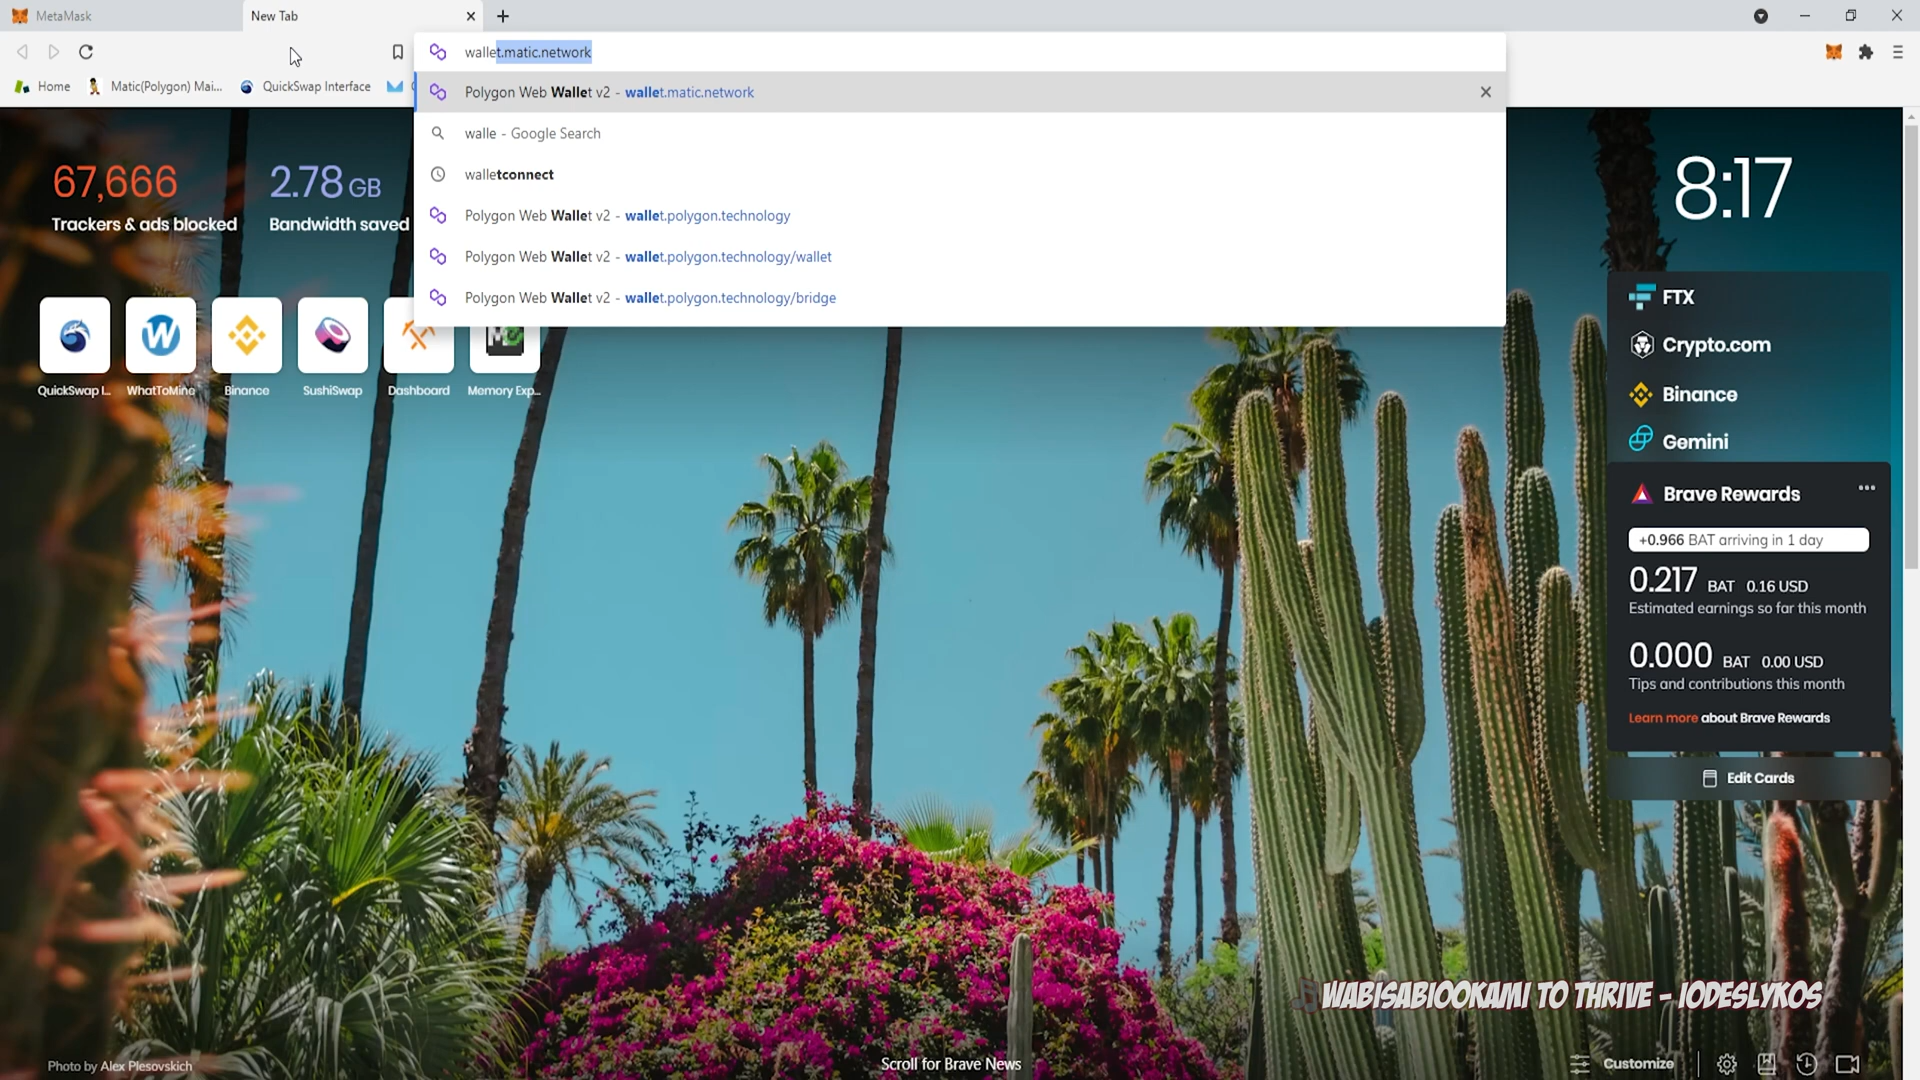 MetaMask
New Tab
wallet.matic.network
Home
Matic(Polygon) Mai...
QuickSwap Interface
Polygon Web Wallet v2 - wallet.matic.network
walle - Google Search
walletconnect
Polygon Web Wallet v2 - wallet.polygon.technology
Polygon Web Wallet v2 - wallet.polygon.technology/wallet
Polygon Web Wallet v2 - wallet.polygon.technology/bridge
67,666
Trackers & ads blocked
2.78 GB
Bandwidth saved
8:17
QuickSwap I...
WhatToMine
Binance
SushiSwap
Dashboard
Memory Exp...
FTX
Crypto.com
Binance
Gemini
Brave Rewards
+0.966 BAT arriving in 1 day
0.217 BAT 0.16 USD
Estimated earnings so far this month
0.000 BAT 0.00 USD
Tips and contributions this month
Learn more about Brave Rewards
Edit Cards
WABISABIOOKAMI TO THRIVE - IODESLYKOS
Photo by Alex Plesovskich
Scroll for Brave News
Customize